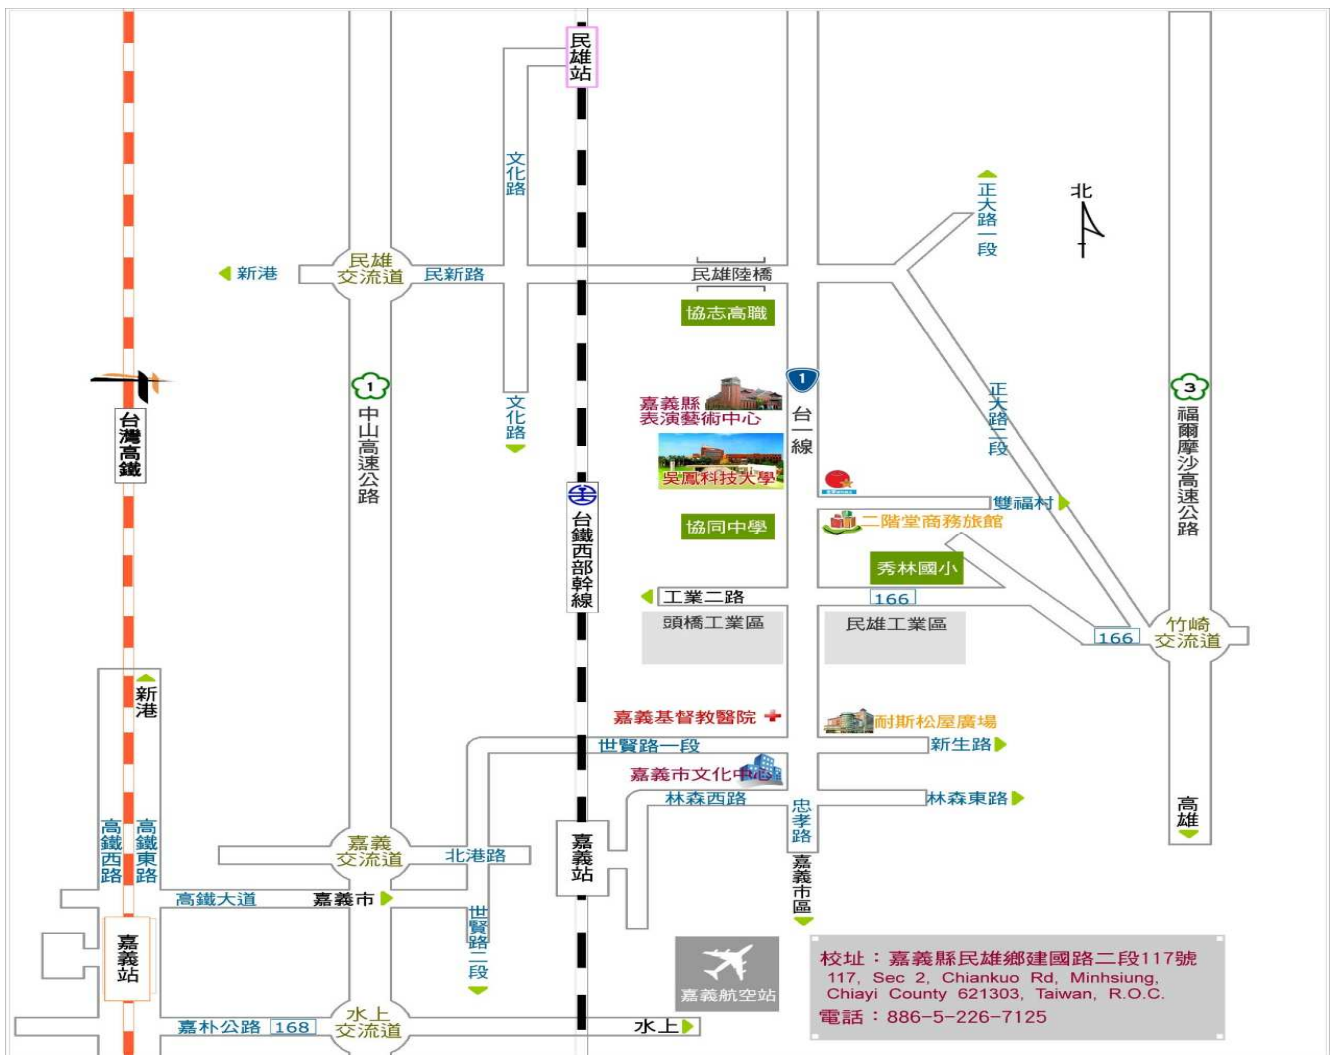 民雄站
文化路
正大路一段
北
民雄
交流道
新港
民新路
民雄陸橋
協志高職
1
中山高速公路
台灣高鐵
文化路
嘉義縣
表演藝術中心
1
台一線
正大路二段
3
福爾摩沙高速公路
吳鳳科技大學
雙福村
二階堂商務旅館
協同中學
台鐵西部幹線
秀林國小
工業二路
166
頭橋工業區
民雄工業區
166
竹崎
交流道
新港
嘉義基督教醫院
耐斯松屋廣場
世賢路一段
新生路
嘉義市文化中心
林森西路
林森東路
忠孝路
高雄
高鐵西路
高鐵東路
嘉義
交流道
北港路
嘉義站
嘉義市區
高鐵大道
嘉義市
世賢路二段
嘉義站
嘉義航空站
校址：嘉義縣民雄鄉建國路二段117號
117, Sec 2, Chiankuo Rd, Minhsiung,
Chiayi County 621303, Taiwan, R.O.C.
電話：886-5-226-7125
嘉朴公路 168
水上
交流道
水上